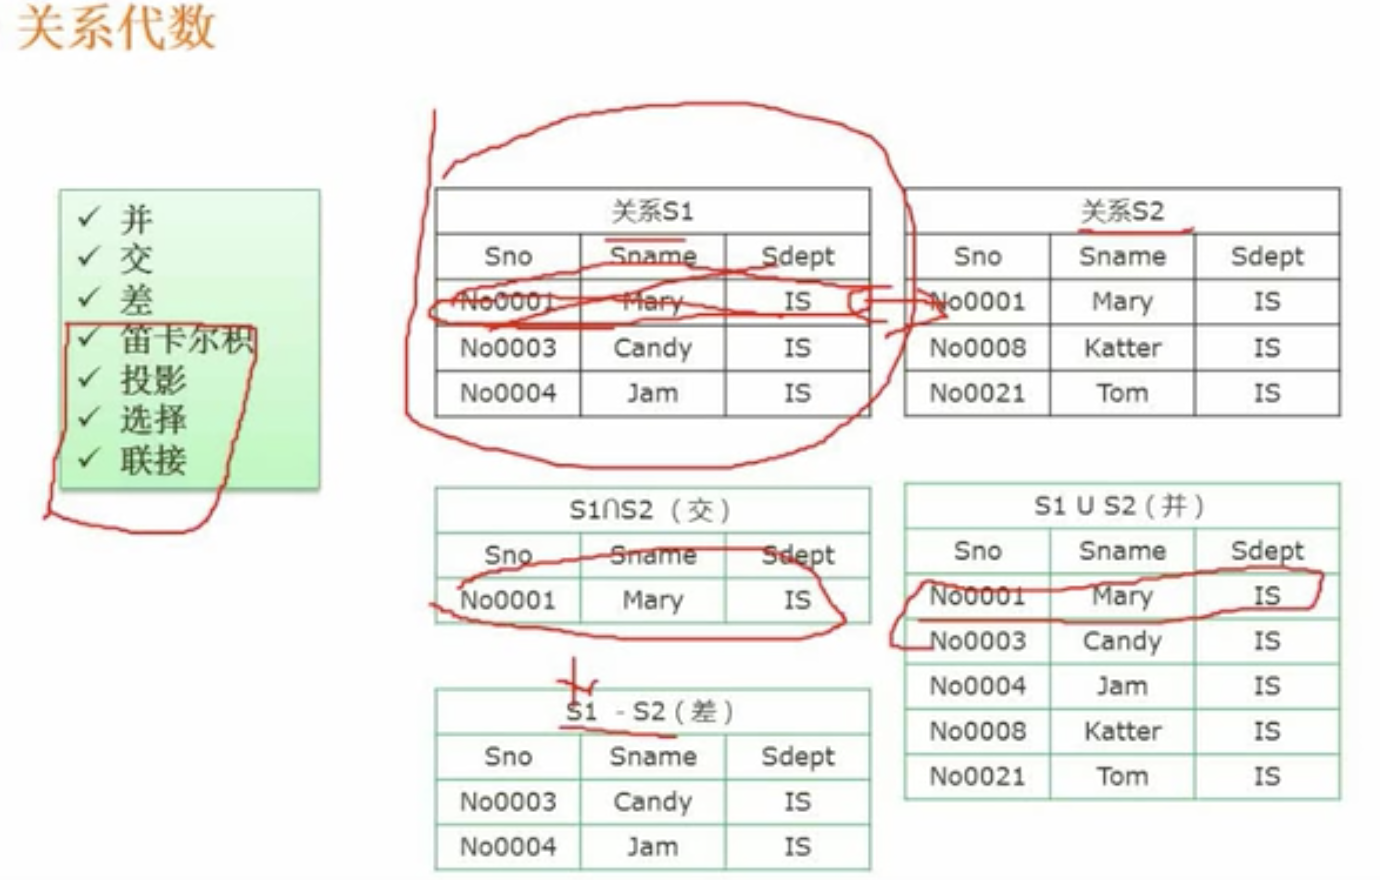 关系代数
✓ 并
✓ 交
✓ 差
✓ 笛卡尔积
✓ 投影
✓ 选择
✓ 联接
关系S1
Sno Sname Sdept
No0001 Mary IS
No0003 Candy IS
No0004 Jam IS
关系S2
Sno Sname Sdept
No0001 Mary IS
No0008 Katter IS
No0021 Tom IS
S1∩S2（交）
Sno Sname Sdept
No0001 Mary IS
S1 U S2（并）
Sno Sname Sdept
No0001 Mary IS
No0003 Candy IS
No0004 Jam IS
No0008 Katter IS
No0021 Tom IS
S1 - S2（差）
Sno Sname Sdept
No0003 Candy IS
No0004 Jam IS